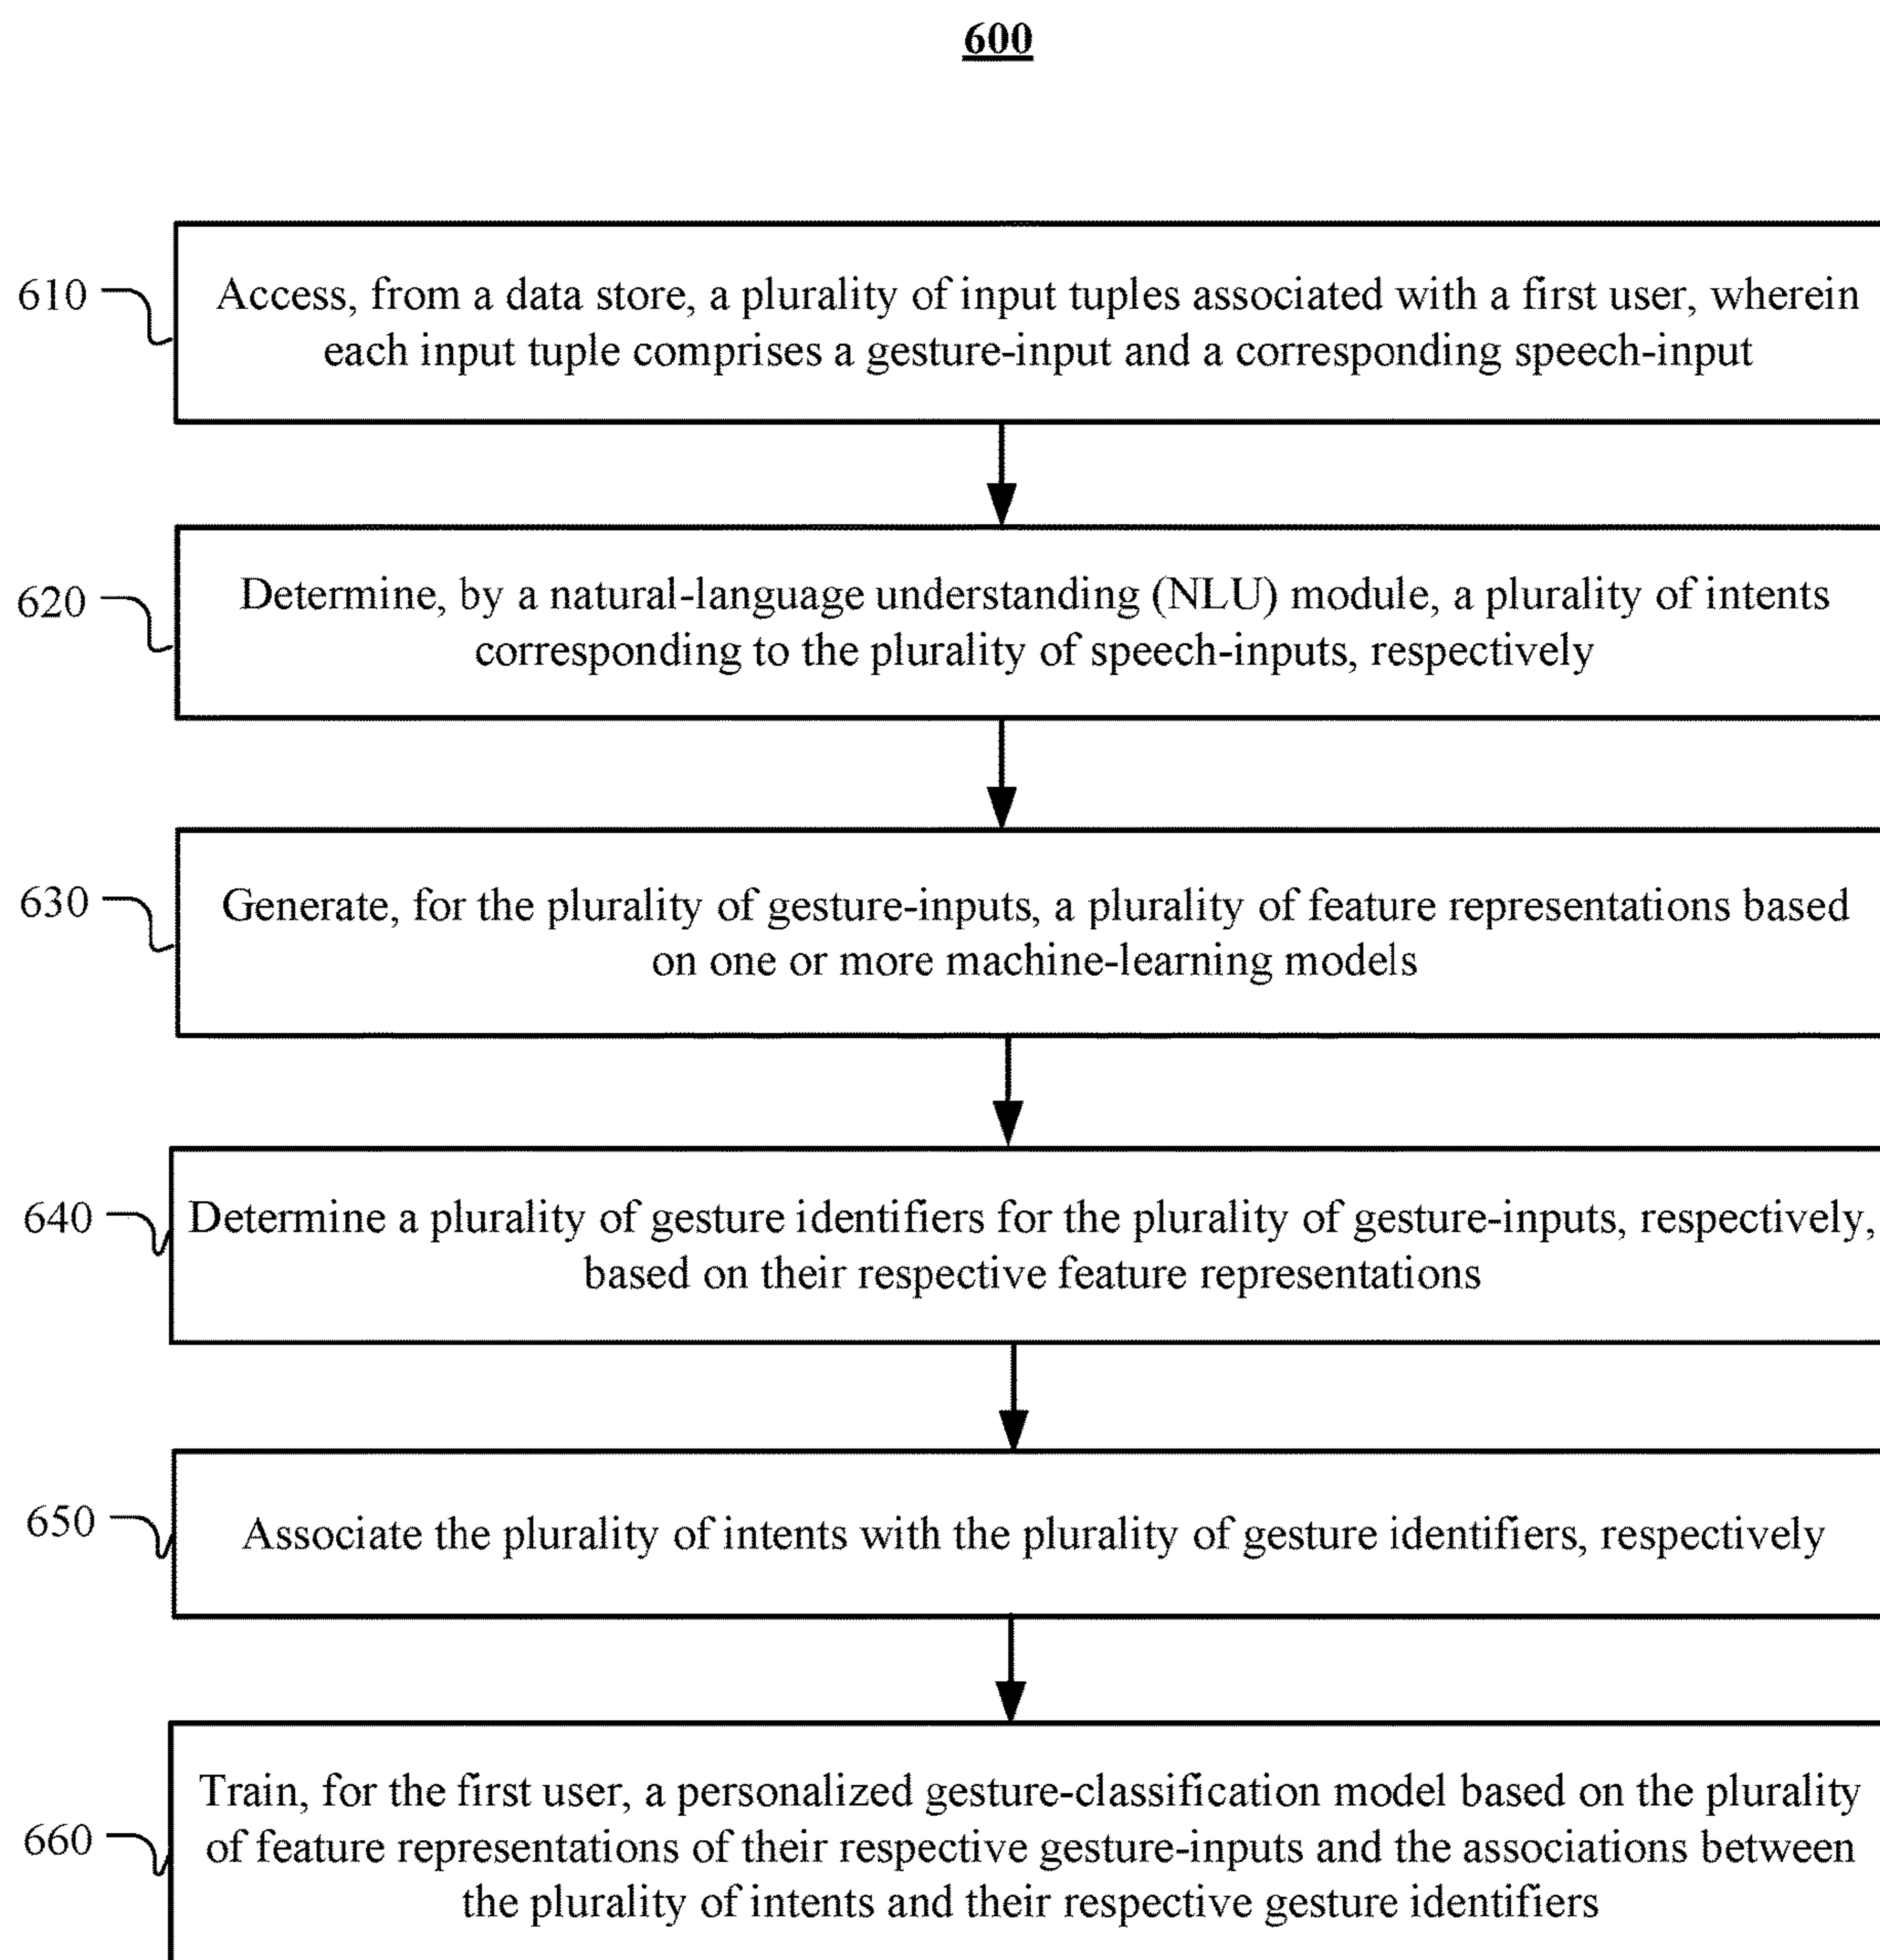 600
610
Access, from a data store, a plurality of input tuples associated with a first user, wherein
each input tuple comprises a gesture-input and a corresponding speech-input
620
Determine, by a natural-language understanding (NLU) module, a plurality of intents
corresponding to the plurality of speech-inputs, respectively
630
Generate, for the plurality of gesture-inputs, a plurality of feature representations based
on one or more machine-learning models
640
Determine a plurality of gesture identifiers for the plurality of gesture-inputs, respectively,
based on their respective feature representations
650
Associate the plurality of intents with the plurality of gesture identifiers, respectively
660
Train, for the first user, a personalized gesture-classification model based on the plurality
of feature representations of their respective gesture-inputs and the associations between
the plurality of intents and their respective gesture identifiers